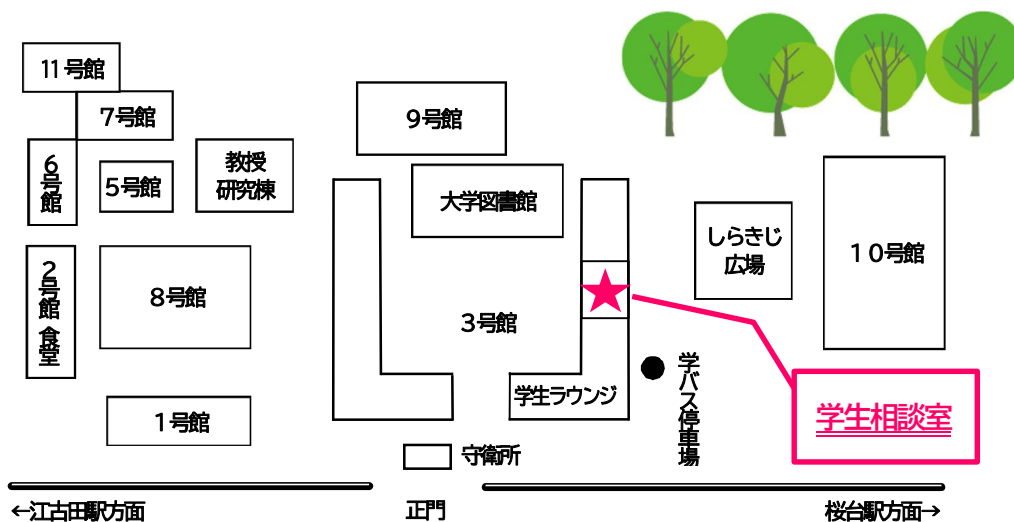 11号館
7号館
9号館
6号館
5号館
教授
研究棟
大学図書館
しらきじ
広場
10号館
2号館 食堂
8号館
3号館
学バス停車場
学生ラウンジ
学生相談室
1号館
守衛所
←江古田駅方面
正門
桜台駅方面→